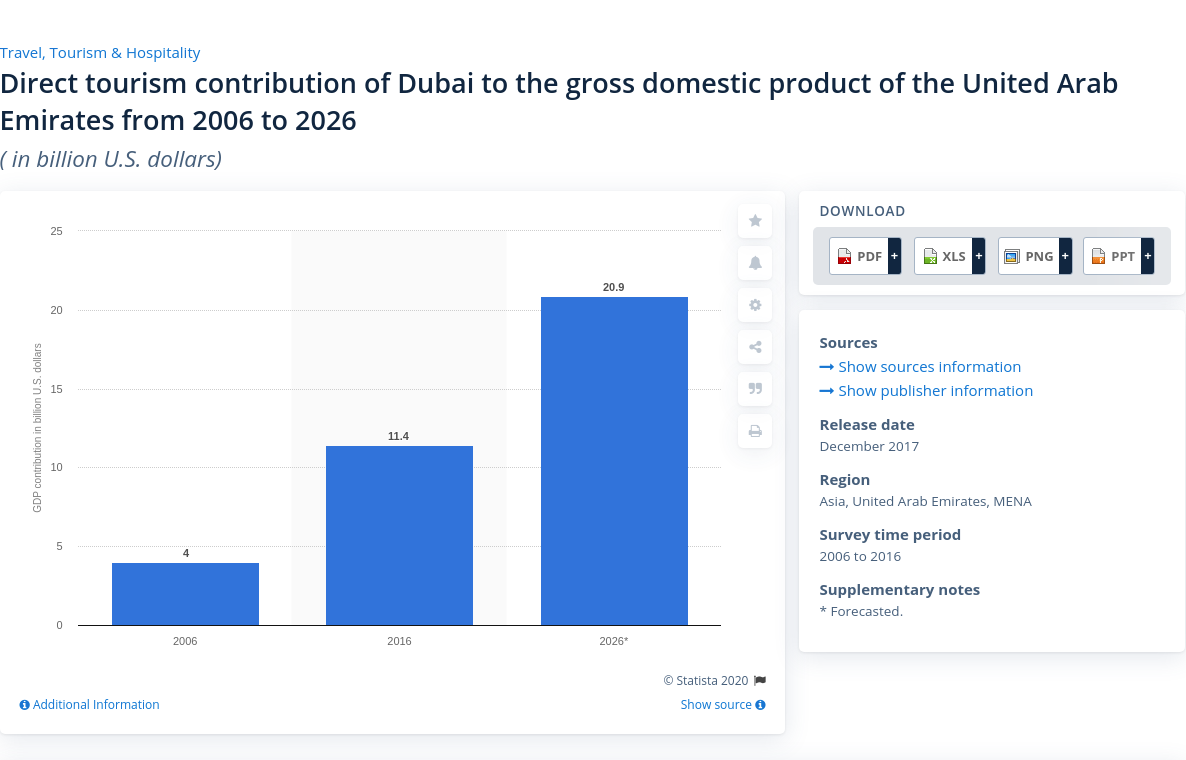 Travel, Tourism & Hospitality
Direct tourism contribution of Dubai to the gross domestic product of the United Arab
Emirates from 2006 to 2026
( in billion U.S. dollars)
GDP contribution in billion U.S. dollars
25
20
15
10
5
0
4
11.4
20.9
2006
2016
2026*
© Statista 2020
Additional Information
Show source
DOWNLOAD
PDF +
XLS +
PNG +
PPT +
Sources
Show sources information
Show publisher information
Release date
December 2017
Region
Asia, United Arab Emirates, MENA
Survey time period
2006 to 2016
Supplementary notes
* Forecasted.